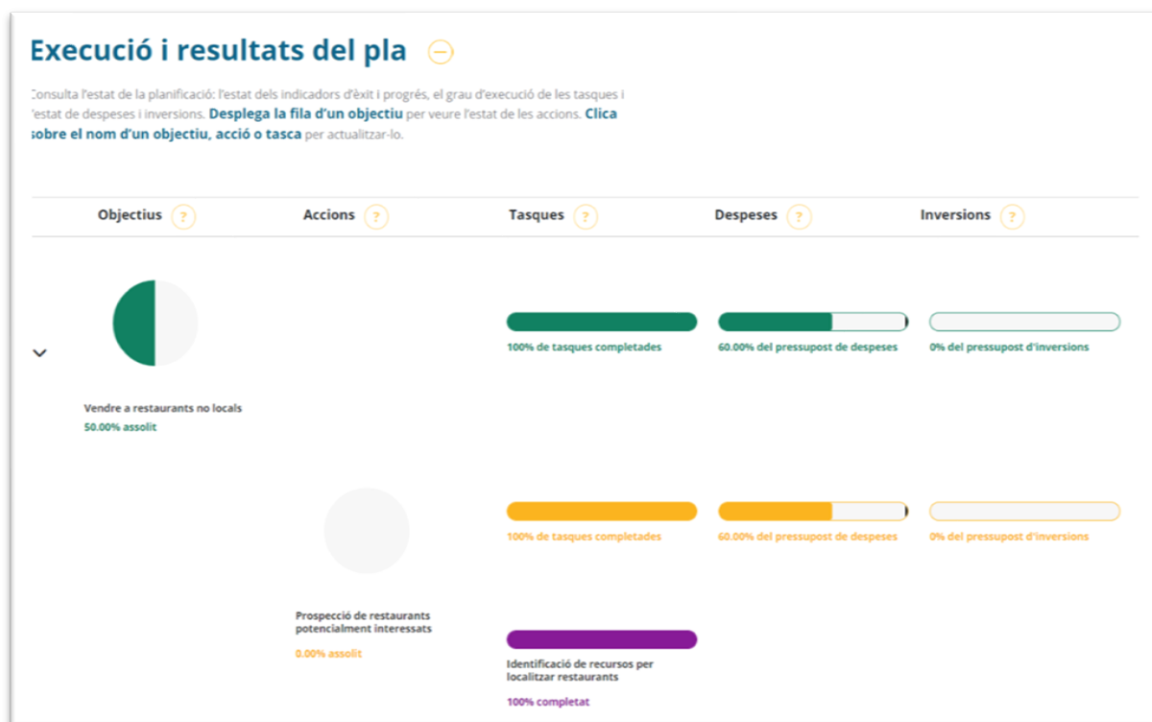 Execució i resultats del pla
Consulta l'estat de la planificació: l'estat dels indicadors d'èxit i progrés, el grau d'execució de les tasques i
l'estat de despeses i inversions. Desplega la fila d'un objectiu per veure l'estat de les accions. Clica
sobre el nom d'un objectiu, acció o tasca per actualitzar-lo.
Objectius ? Accions ? Tasques ? Despeses ? Inversions ?
100% de tasques completades 60.00% del pressupost de despeses 0% del pressupost d'inversions
Vendre a restaurants no locals
50.00% assolit
100% de tasques completades 60.00% del pressupost de despeses 0% del pressupost d'inversions
Prospecció de restaurants
potencialment interessats
0.00% assolit
Identificació de recursos per
localitzar restaurants
100% completat